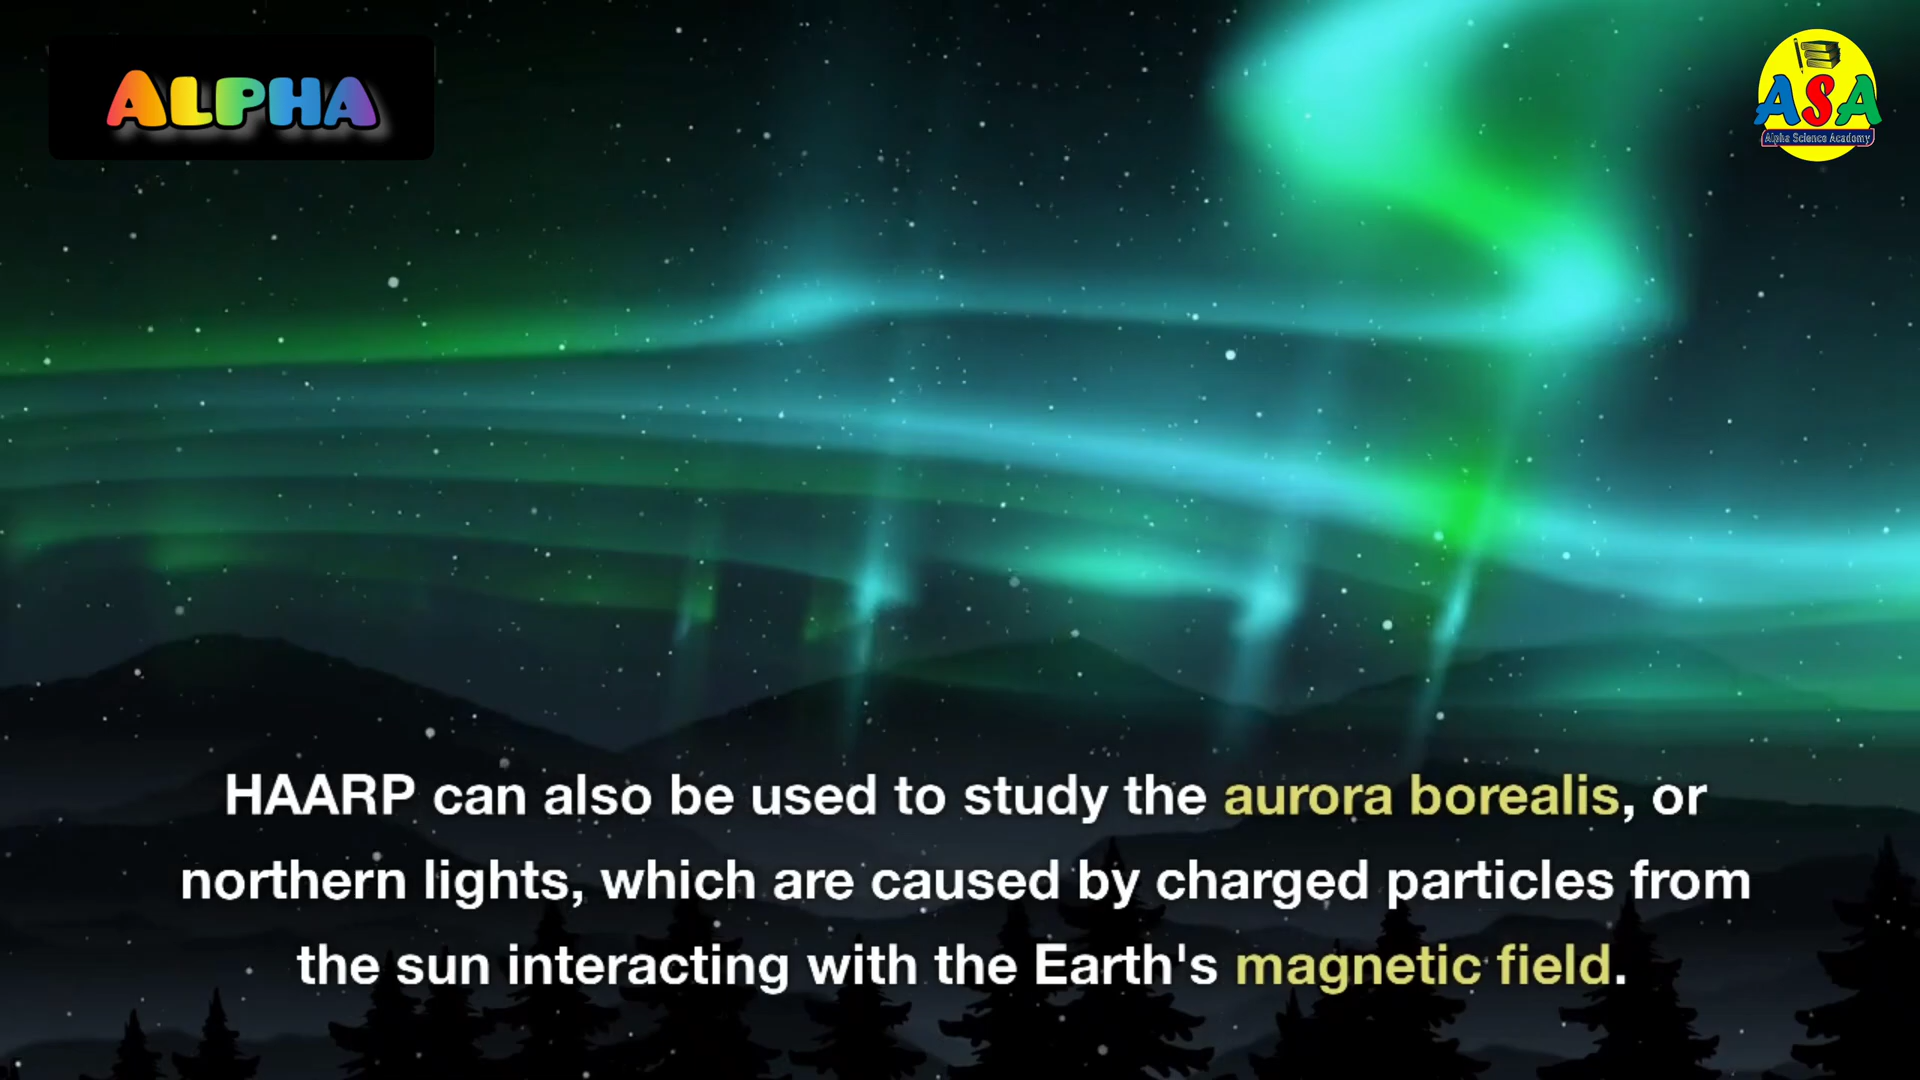 ALPHA
ASA
Alpha Science Academy
HAARP can also be used to study the aurora borealis, or
northern lights, which are caused by charged particles from
the sun interacting with the Earth's magnetic field.